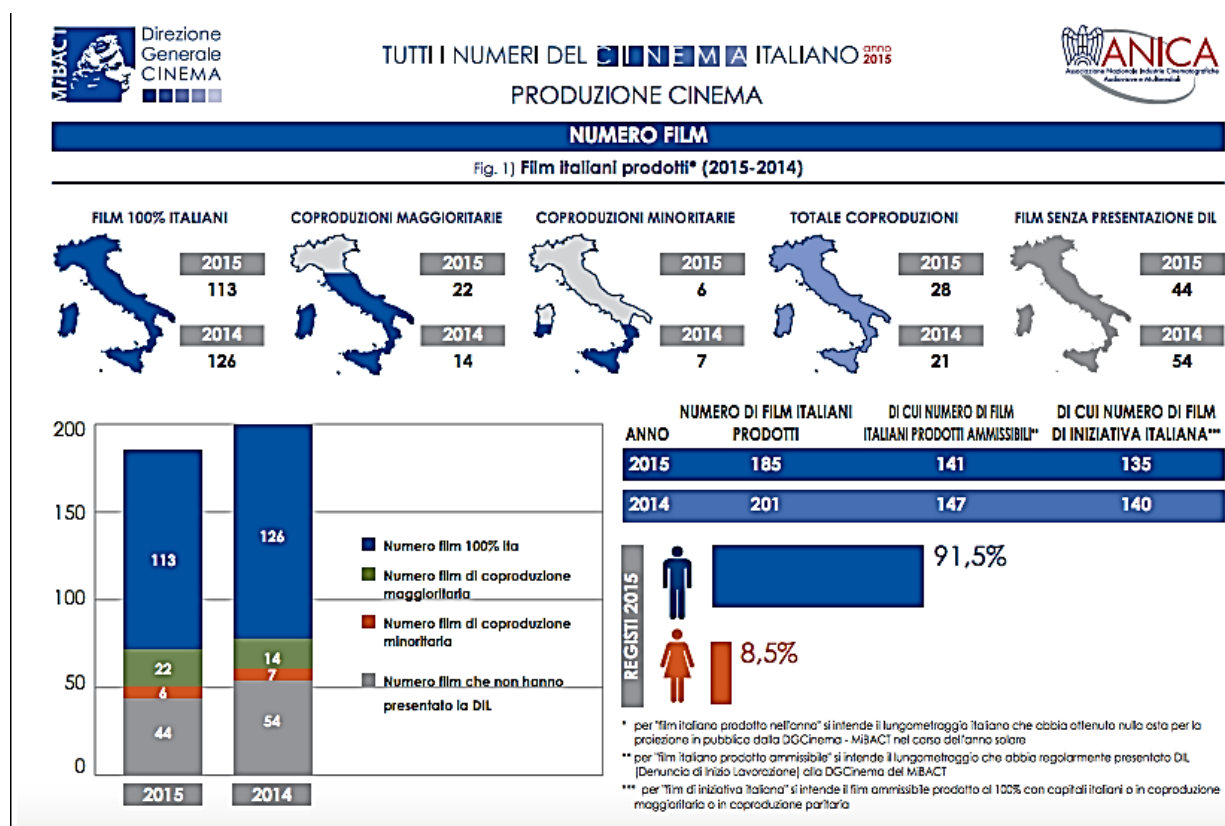 MiBACT
Direzione
Generale
CINEMA
TUTTI I NUMERI DEL CINEMA ITALIANO anno 2015
PRODUZIONE CINEMA
ANICA
Associazione Nazionale Industrie Cinematografiche
Audiovisive e Multimediali
NUMERO FILM
Fig. 1) Film italiani prodotti* (2015-2014)
FILM 100% ITALIANI
2015
113
2014
126
COPRODUZIONI MAGGIORITARIE
2015
22
2014
14
COPRODUZIONI MINORITARIE
2015
6
2014
7
TOTALE COPRODUZIONI
2015
28
2014
21
FILM SENZA PRESENTAZIONE DIL
2015
44
2014
54
200
150
100
50
0
113
22
6
44
2015
126
14
7
54
2014
Numero film 100% ita
Numero film di coproduzione
maggioritaria
Numero film di coproduzione
minoritaria
Numero film che non hanno
presentato la DIL
ANNO
NUMERO DI FILM ITALIANI
PRODOTTI
DI CUI NUMERO DI FILM
ITALIANI PRODOTTI AMMISSIBILI**
DI CUI NUMERO DI FILM
DI INIZIATIVA ITALIANA***
2015 185 141 135
2014 201 147 140
REGISTI 2015
91,5%
8,5%
* per "film italiano prodotto nell'anno" si intende il lungometraggio italiano che abbia ottenuto nulla osta per la
proiezione in pubblico dalla DGCinema - MiBACT nel corso dell'anno solare
** per "film italiano prodotto ammissibile" si intende il lungometraggio che abbia regolarmente presentato DIL
(Denuncia di Inizio Lavorazione) alla DGCinema del MiBACT
*** per "film di iniziativa italiana" si intende il film ammissibile prodotto al 100% con capitali italiani o in coproduzione
maggioritaria o in coproduzione paritaria